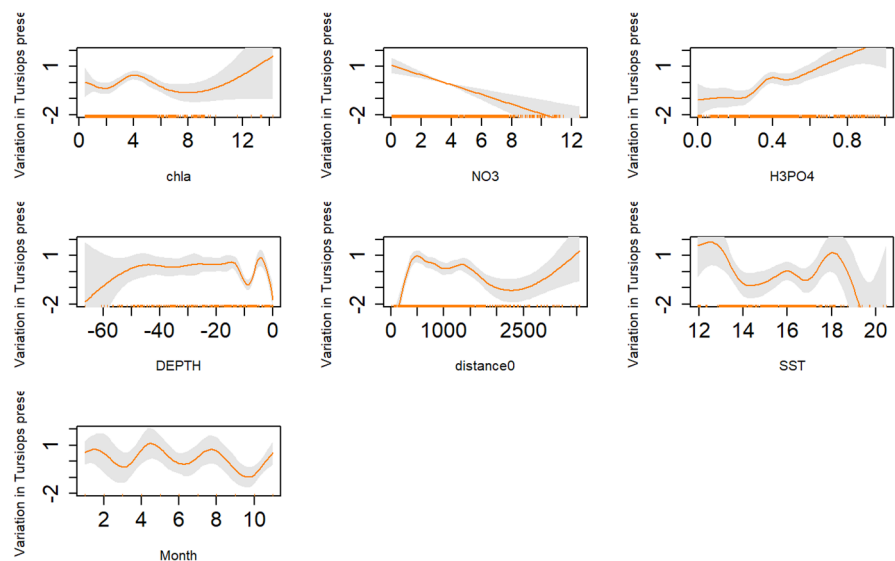 Variation in Tursiops prese
1
-2
0 2 4 6 8 12
chla
Variation in Tursiops prese
1
-2
0 2 4 6 8 12
NO3
Variation in Tursiops prese
1
-2
0.0 0.4 0.8
H3PO4
Variation in Tursiops prese
1
-2
-60 -40 -20 0
DEPTH
Variation in Tursiops prese
1
-2
0 1000 2500
distance0
Variation in Tursiops prese
1
-2
12 14 16 18 20
SST
Variation in Tursiops prese
1
-2
2 4 6 8 10
Month